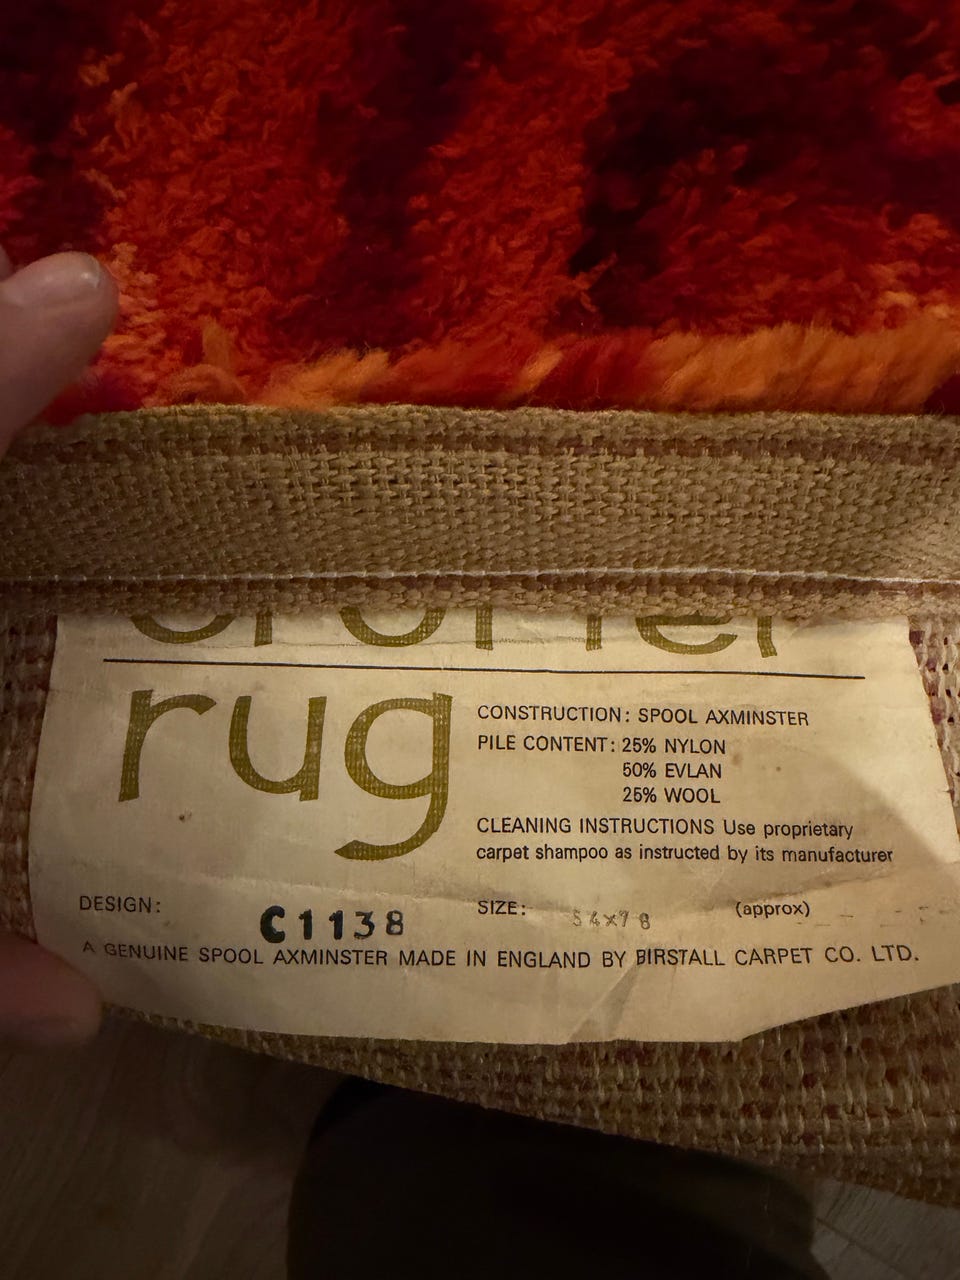 rug
CONSTRUCTION: SPOOL AXMINSTER
PILE CONTENT: 25% NYLON
50% EVLAN
25% WOOL
CLEANING INSTRUCTIONS Use proprietary
carpet shampoo as instructed by its manufacturer
DESIGN: C1138
SIZE: (approx)
A GENUINE SPOOL AXMINSTER MADE IN ENGLAND BY BIRSTALL CARPET CO. LTD.